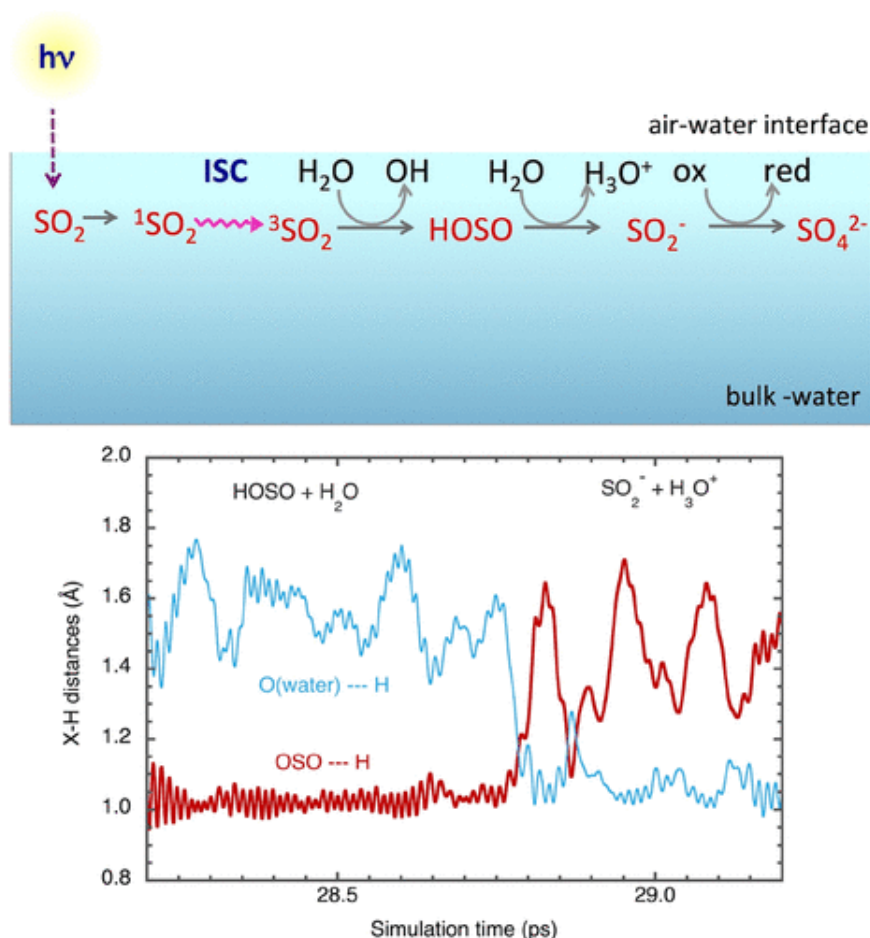 hν
air-water interface
ISC H₂O OH H₂O H₃O⁺ ox red
SO₂ ¹SO₂ ³SO₂ HOSO SO₂⁻ SO₄²⁻
bulk -water
2.0
HOSO + H₂O SO₂⁻ + H₃O⁺
1.8
1.6
X-H distances (Å)
1.4
O(water) --- H
1.2
OSO --- H
1.0
0.8
28.5 29.0
Simulation time (ps)